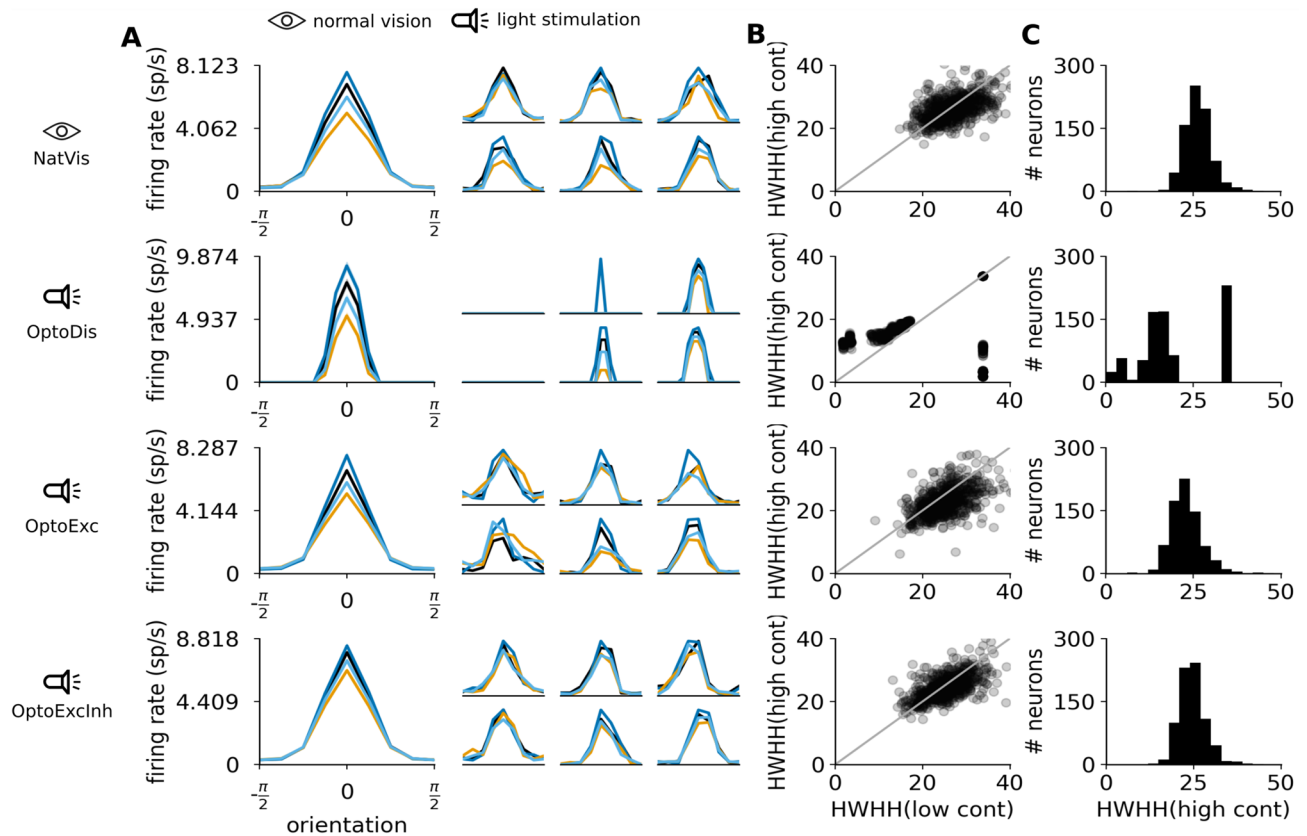 normal vision light stimulation
A B C
NatVis
firing rate (sp/s)
8.123
4.062
0
-π/2 0 π/2
HWHH(high cont)
40
20
0
0 20 40
# neurons
300
150
0
0 25 50
OptoDis
firing rate (sp/s)
9.874
4.937
0
-π/2 0 π/2
HWHH(high cont)
40
20
0
0 20 40
# neurons
300
150
0
0 25 50
OptoExc
firing rate (sp/s)
8.287
4.144
0
-π/2 0 π/2
HWHH(high cont)
40
20
0
0 20 40
# neurons
300
150
0
0 25 50
OptoExcInh
firing rate (sp/s)
8.818
4.409
0
-π/2 0 π/2
orientation
HWHH(high cont)
40
20
0
0 20 40
HWHH(low cont)
# neurons
300
150
0
0 25 50
HWHH(high cont)